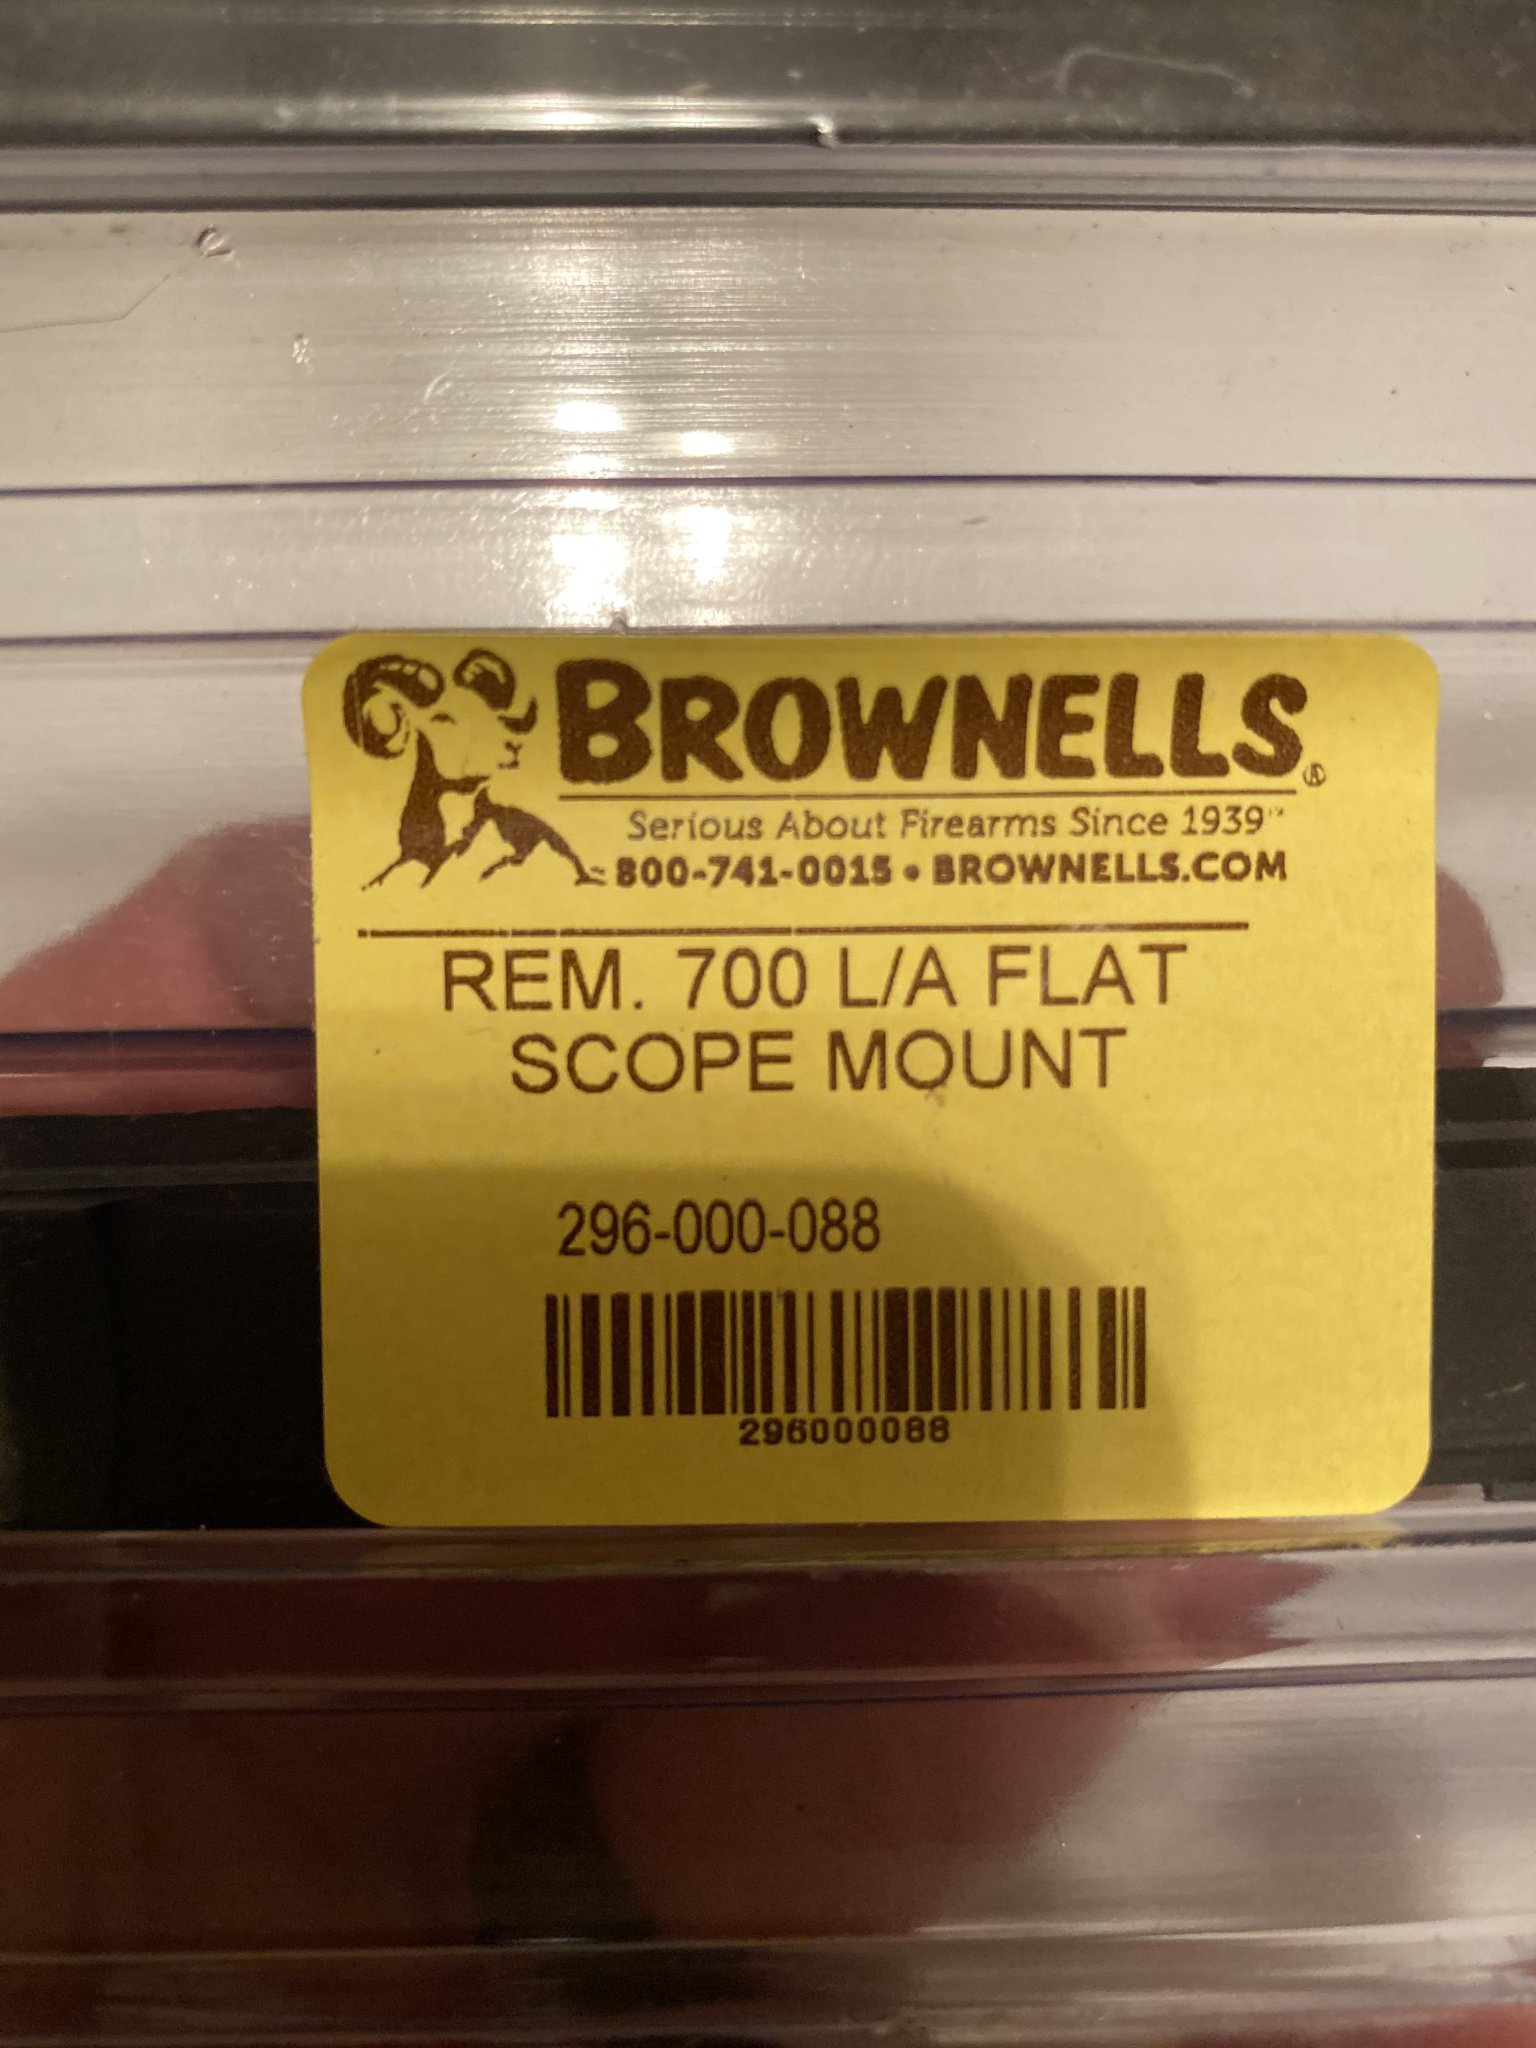 BROWNELLS®
Serious About Firearms Since 1939™
800-741-0015 • BROWNELLS.COM
REM. 700 L/A FLAT
SCOPE MOUNT
296-000-088
296000088